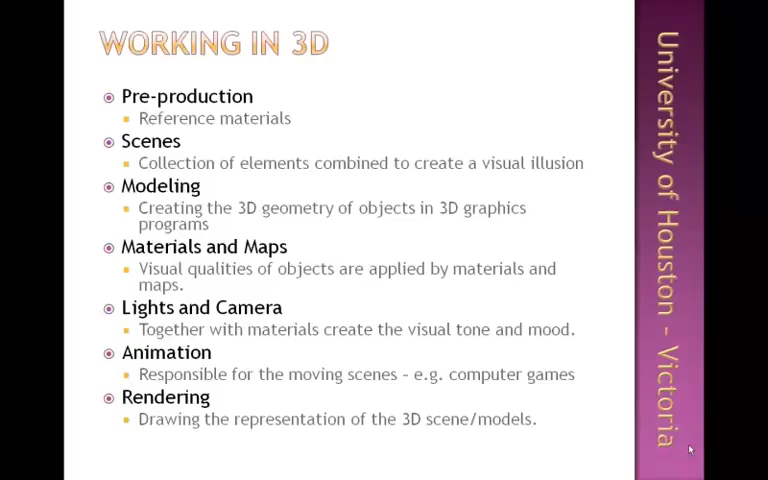 WORKING IN 3D
Pre-production
Reference materials
Scenes
Collection of elements combined to create a visual illusion
Modeling
Creating the 3D geometry of objects in 3D graphics
programs
Materials and Maps
Visual qualities of objects are applied by materials and
maps.
Lights and Camera
Together with materials create the visual tone and mood.
Animation
Responsible for the moving scenes – e.g. computer games
Rendering
Drawing the representation of the 3D scene/models.
University of Houston – Victoria